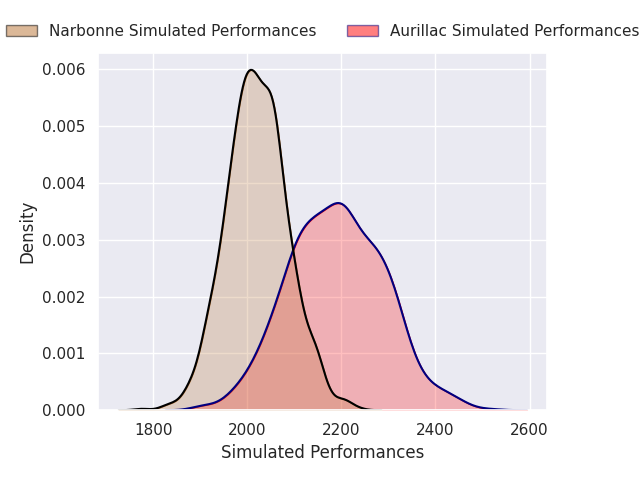 Narbonne Simulated Performances Aurillac Simulated Performances
0.006
0.005
0.004
0.003
0.002
0.001
0.000
Density
1800 2000 2200 2400 2600
Simulated Performances